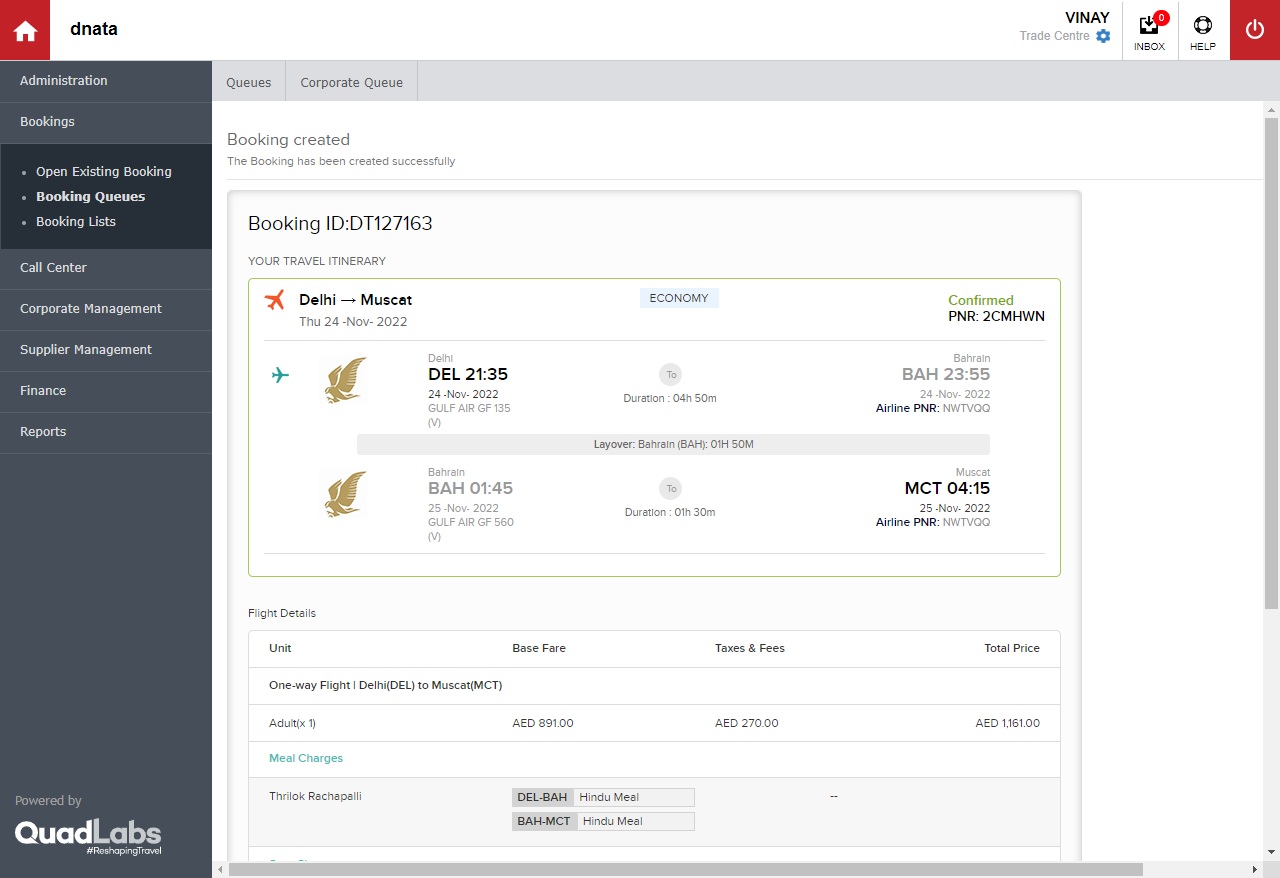 dnata
VINAY
Trade Centre
0
INBOX
HELP
Administration
Bookings
Open Existing Booking
Booking Queues
Booking Lists
Call Center
Corporate Management
Supplier Management
Finance
Reports
Powered by
QuadLabs
#ReshapingTravel
Queues
Corporate Queue
Booking created
The Booking has been created successfully
Booking ID:DT127163
YOUR TRAVEL ITINERARY
Delhi → Muscat
Thu 24 -Nov- 2022
ECONOMY
Confirmed
PNR: 2CMHWN
Delhi
DEL 21:35
24 -Nov- 2022
GULF AIR GF 135
(V)
To
Duration : 04h 50m
Bahrain
BAH 23:55
24 -Nov- 2022
Airline PNR: NWTVQQ
Layover: Bahrain (BAH): 01H 50M
Bahrain
BAH 01:45
25 -Nov- 2022
GULF AIR GF 560
(V)
To
Duration : 01h 30m
Muscat
MCT 04:15
25 -Nov- 2022
Airline PNR: NWTVQQ
Flight Details
Unit Base Fare Taxes & Fees Total Price
One-way Flight | Delhi(DEL) to Muscat(MCT)
Adult(x 1) AED 891.00 AED 270.00 AED 1,161.00
Meal Charges
Thrilok Rachapalli DEL-BAH Hindu Meal --
BAH-MCT Hindu Meal